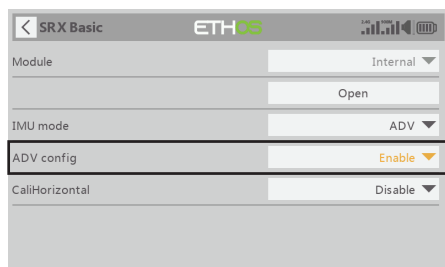 SRX Basic ETHOS
Module Internal
Open
IMU mode ADV
ADV config Enable
CaliHorizontal Disable